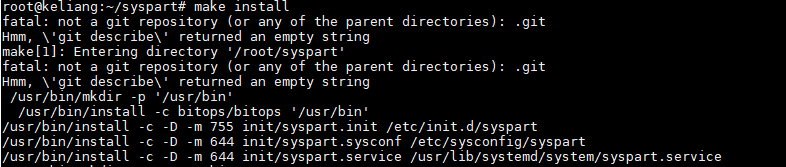 root@keliang:~/syspart# make install
fatal: not a git repository (or any of the parent directories): .git
Hmm, \'git describe\' returned an empty string
make[1]: Entering directory '/root/syspart'
fatal: not a git repository (or any of the parent directories): .git
Hmm, \'git describe\' returned an empty string
 /usr/bin/mkdir -p '/usr/bin'
  /usr/bin/install -c bitops/bitops '/usr/bin'
/usr/bin/install -c -D -m 755 init/syspart.init /etc/init.d/syspart
/usr/bin/install -c -D -m 644 init/syspart.sysconf /etc/sysconfig/syspart
/usr/bin/install -c -D -m 644 init/syspart.service /usr/lib/systemd/system/syspart.service